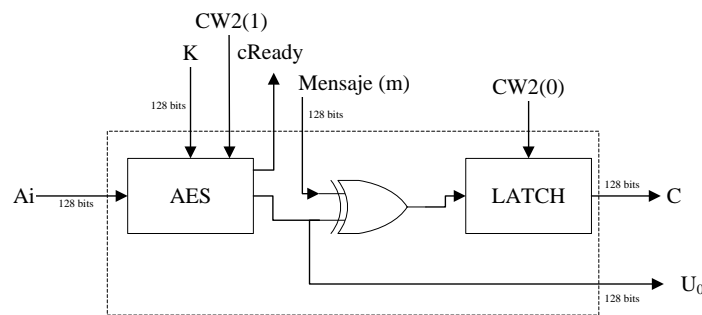 CW2(1)
K
cReady
Mensaje (m)
CW2(0)
128 bits
128 bits
Ai
128 bits
AES
LATCH
128 bits
C
128 bits
U₀